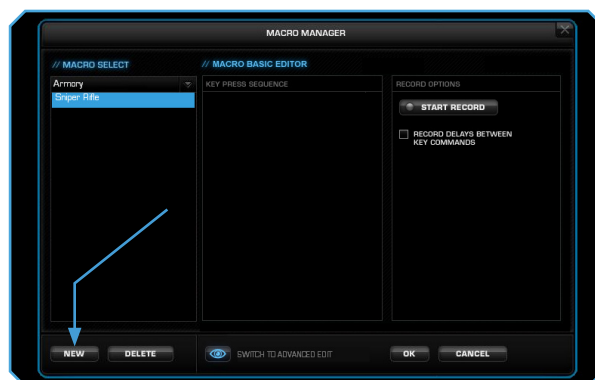 MACRO MANAGER
// MACRO SELECT
// MACRO BASIC EDITOR
Armory
Sniper Rifle
KEY PRESS SEQUENCE
RECORD OPTIONS
START RECORD
RECORD DELAYS BETWEEN
KEY COMMANDS
NEW
DELETE
SWITCH TO ADVANCED EDIT
OK
CANCEL